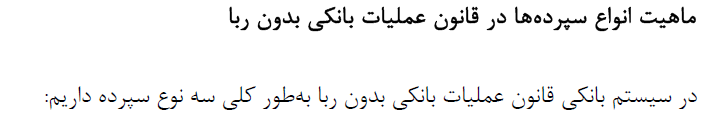 ماهیت انواع سپرده‌ها در قانون عملیات بانکی بدون ربا
در سیستم بانکی قانون عملیات بانکی بدون ربا به‌طور کلی سه نوع سپرده داریم: